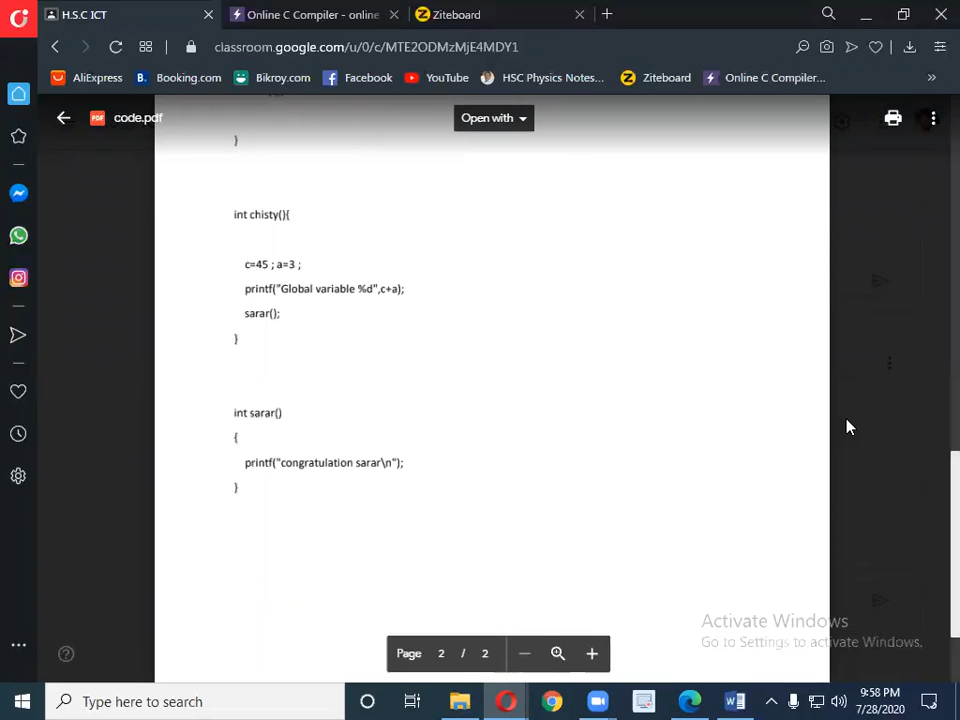 H.S.C ICT
Online C Compiler - online
Ziteboard
classroom.google.com/u/0/c/MTE2ODMzMjE4MDY1
AliExpress
B. Booking.com
Bikroy.com
Facebook
YouTube
HSC Physics Notes...
Ziteboard
Online C Compiler...
»
PDF code.pdf
Open with
}
int chisty(){
c=45 ; a=3 ;
printf("Global variable %d",c+a);
sarar();
}
int sarar()
{
printf("congratulation sarar\n");
}
Activate Windows
Go to Settings to activate Windows.
Page 2 / 2
Type here to search
9:58 PM
7/28/2020